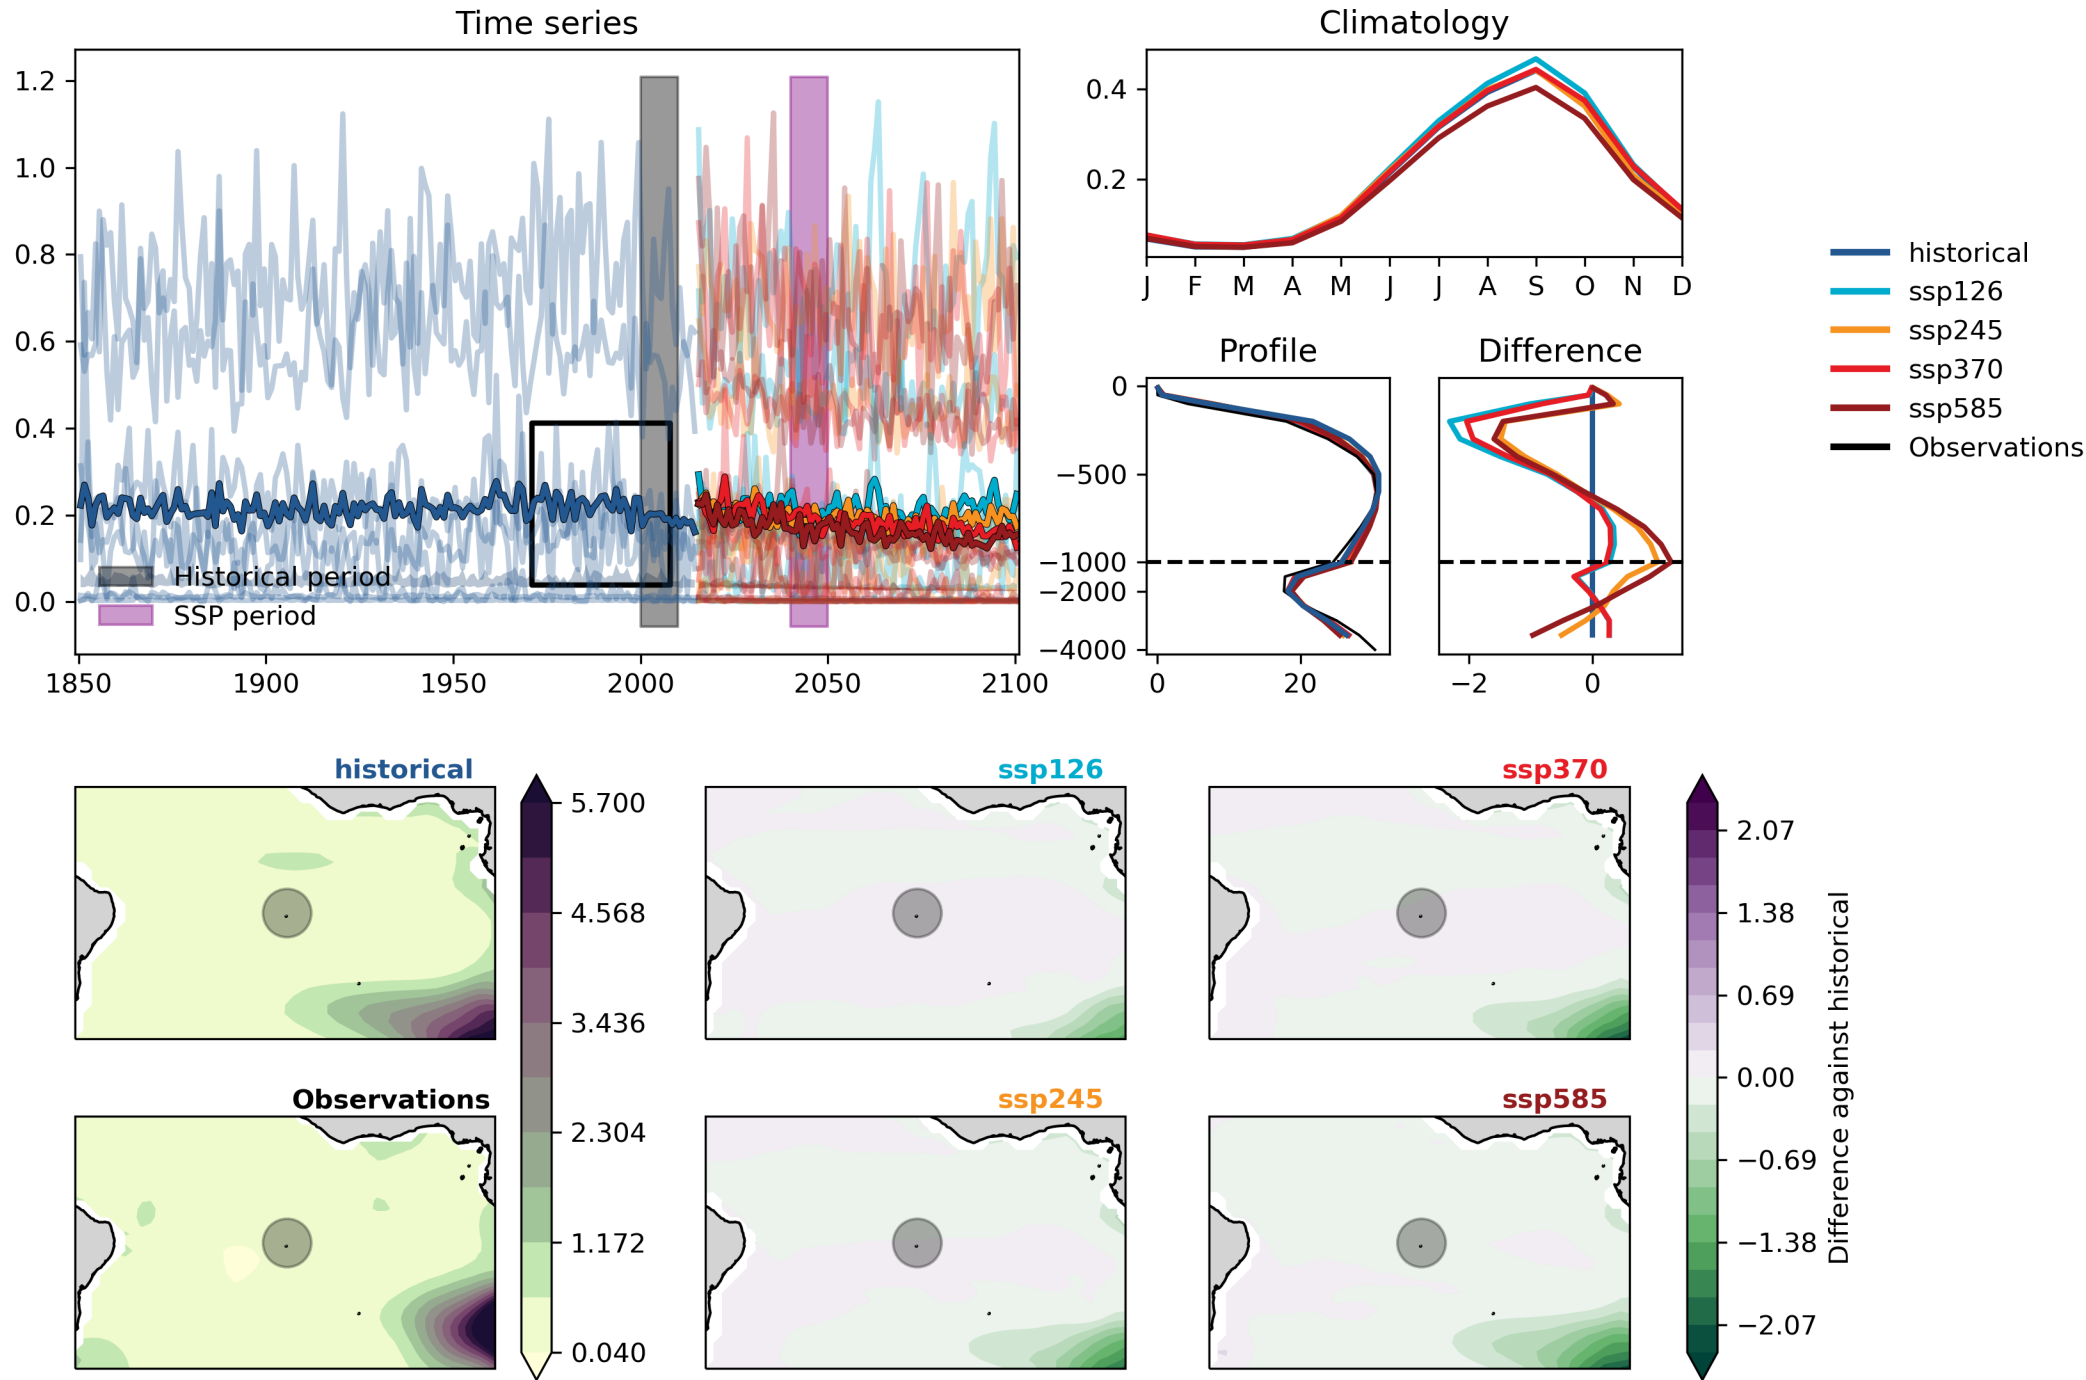 Time series
1.2
1.0
0.8
0.6
0.4
0.2
0.0
Historical period
SSP period
1850 1900 1950 2000 2050 2100
Climatology
0.4
0.2
J F M A M J J A S O N D
Profile
0
−500
−1000
−2000
−4000
0 20
Difference
−2 0
historical
ssp126
ssp245
ssp370
ssp585
Observations
historical
5.700
4.568
3.436
2.304
1.172
0.040
ssp126
ssp370
2.07
1.38
0.69
0.00
−0.69
−1.38
−2.07
Difference against historical
Observations
ssp245
ssp585